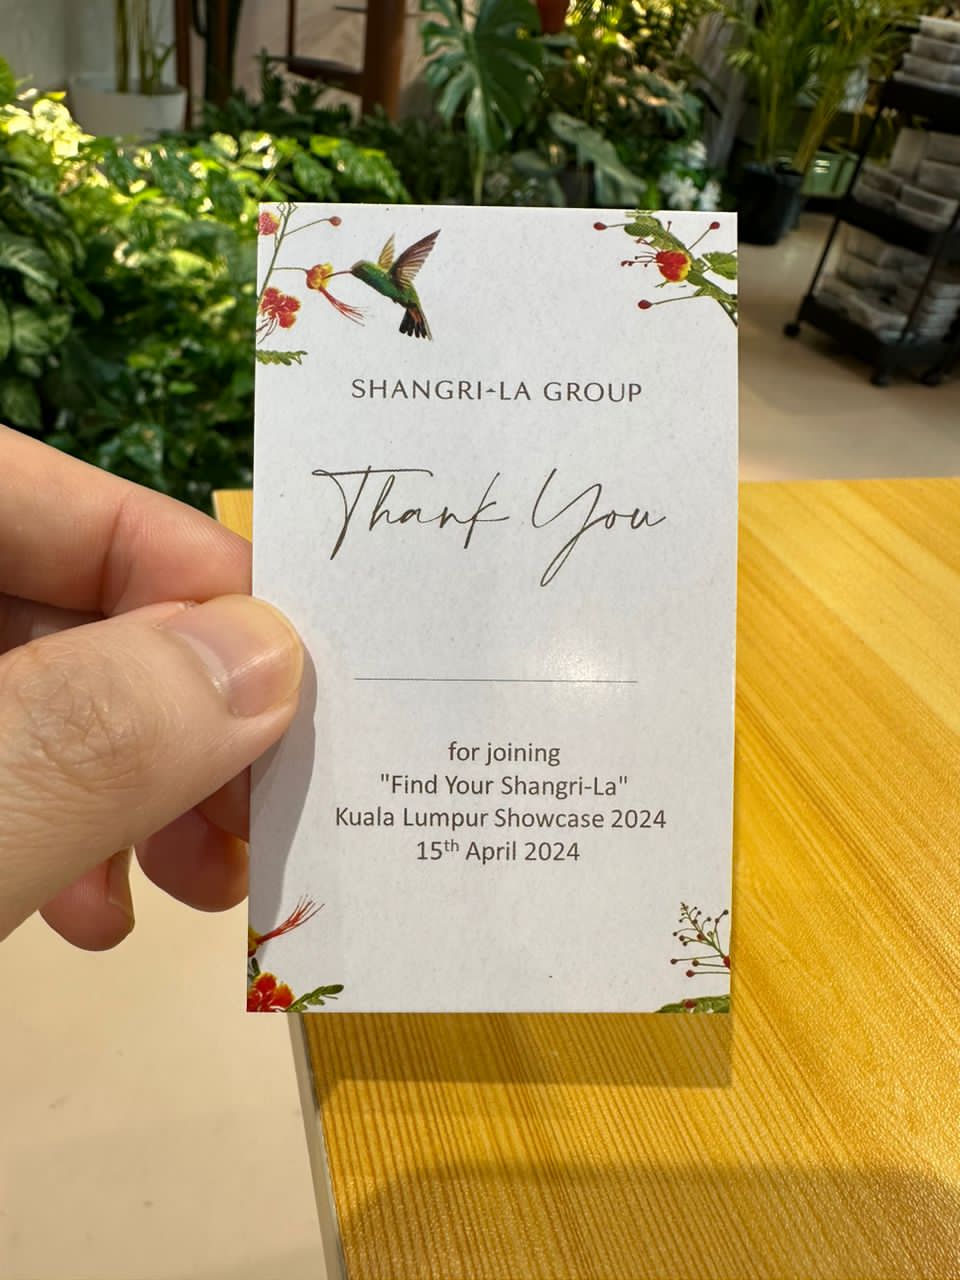 SHANGRI-LA GROUP
Thank You
for joining
"Find Your Shangri-La"
Kuala Lumpur Showcase 2024
15th April 2024